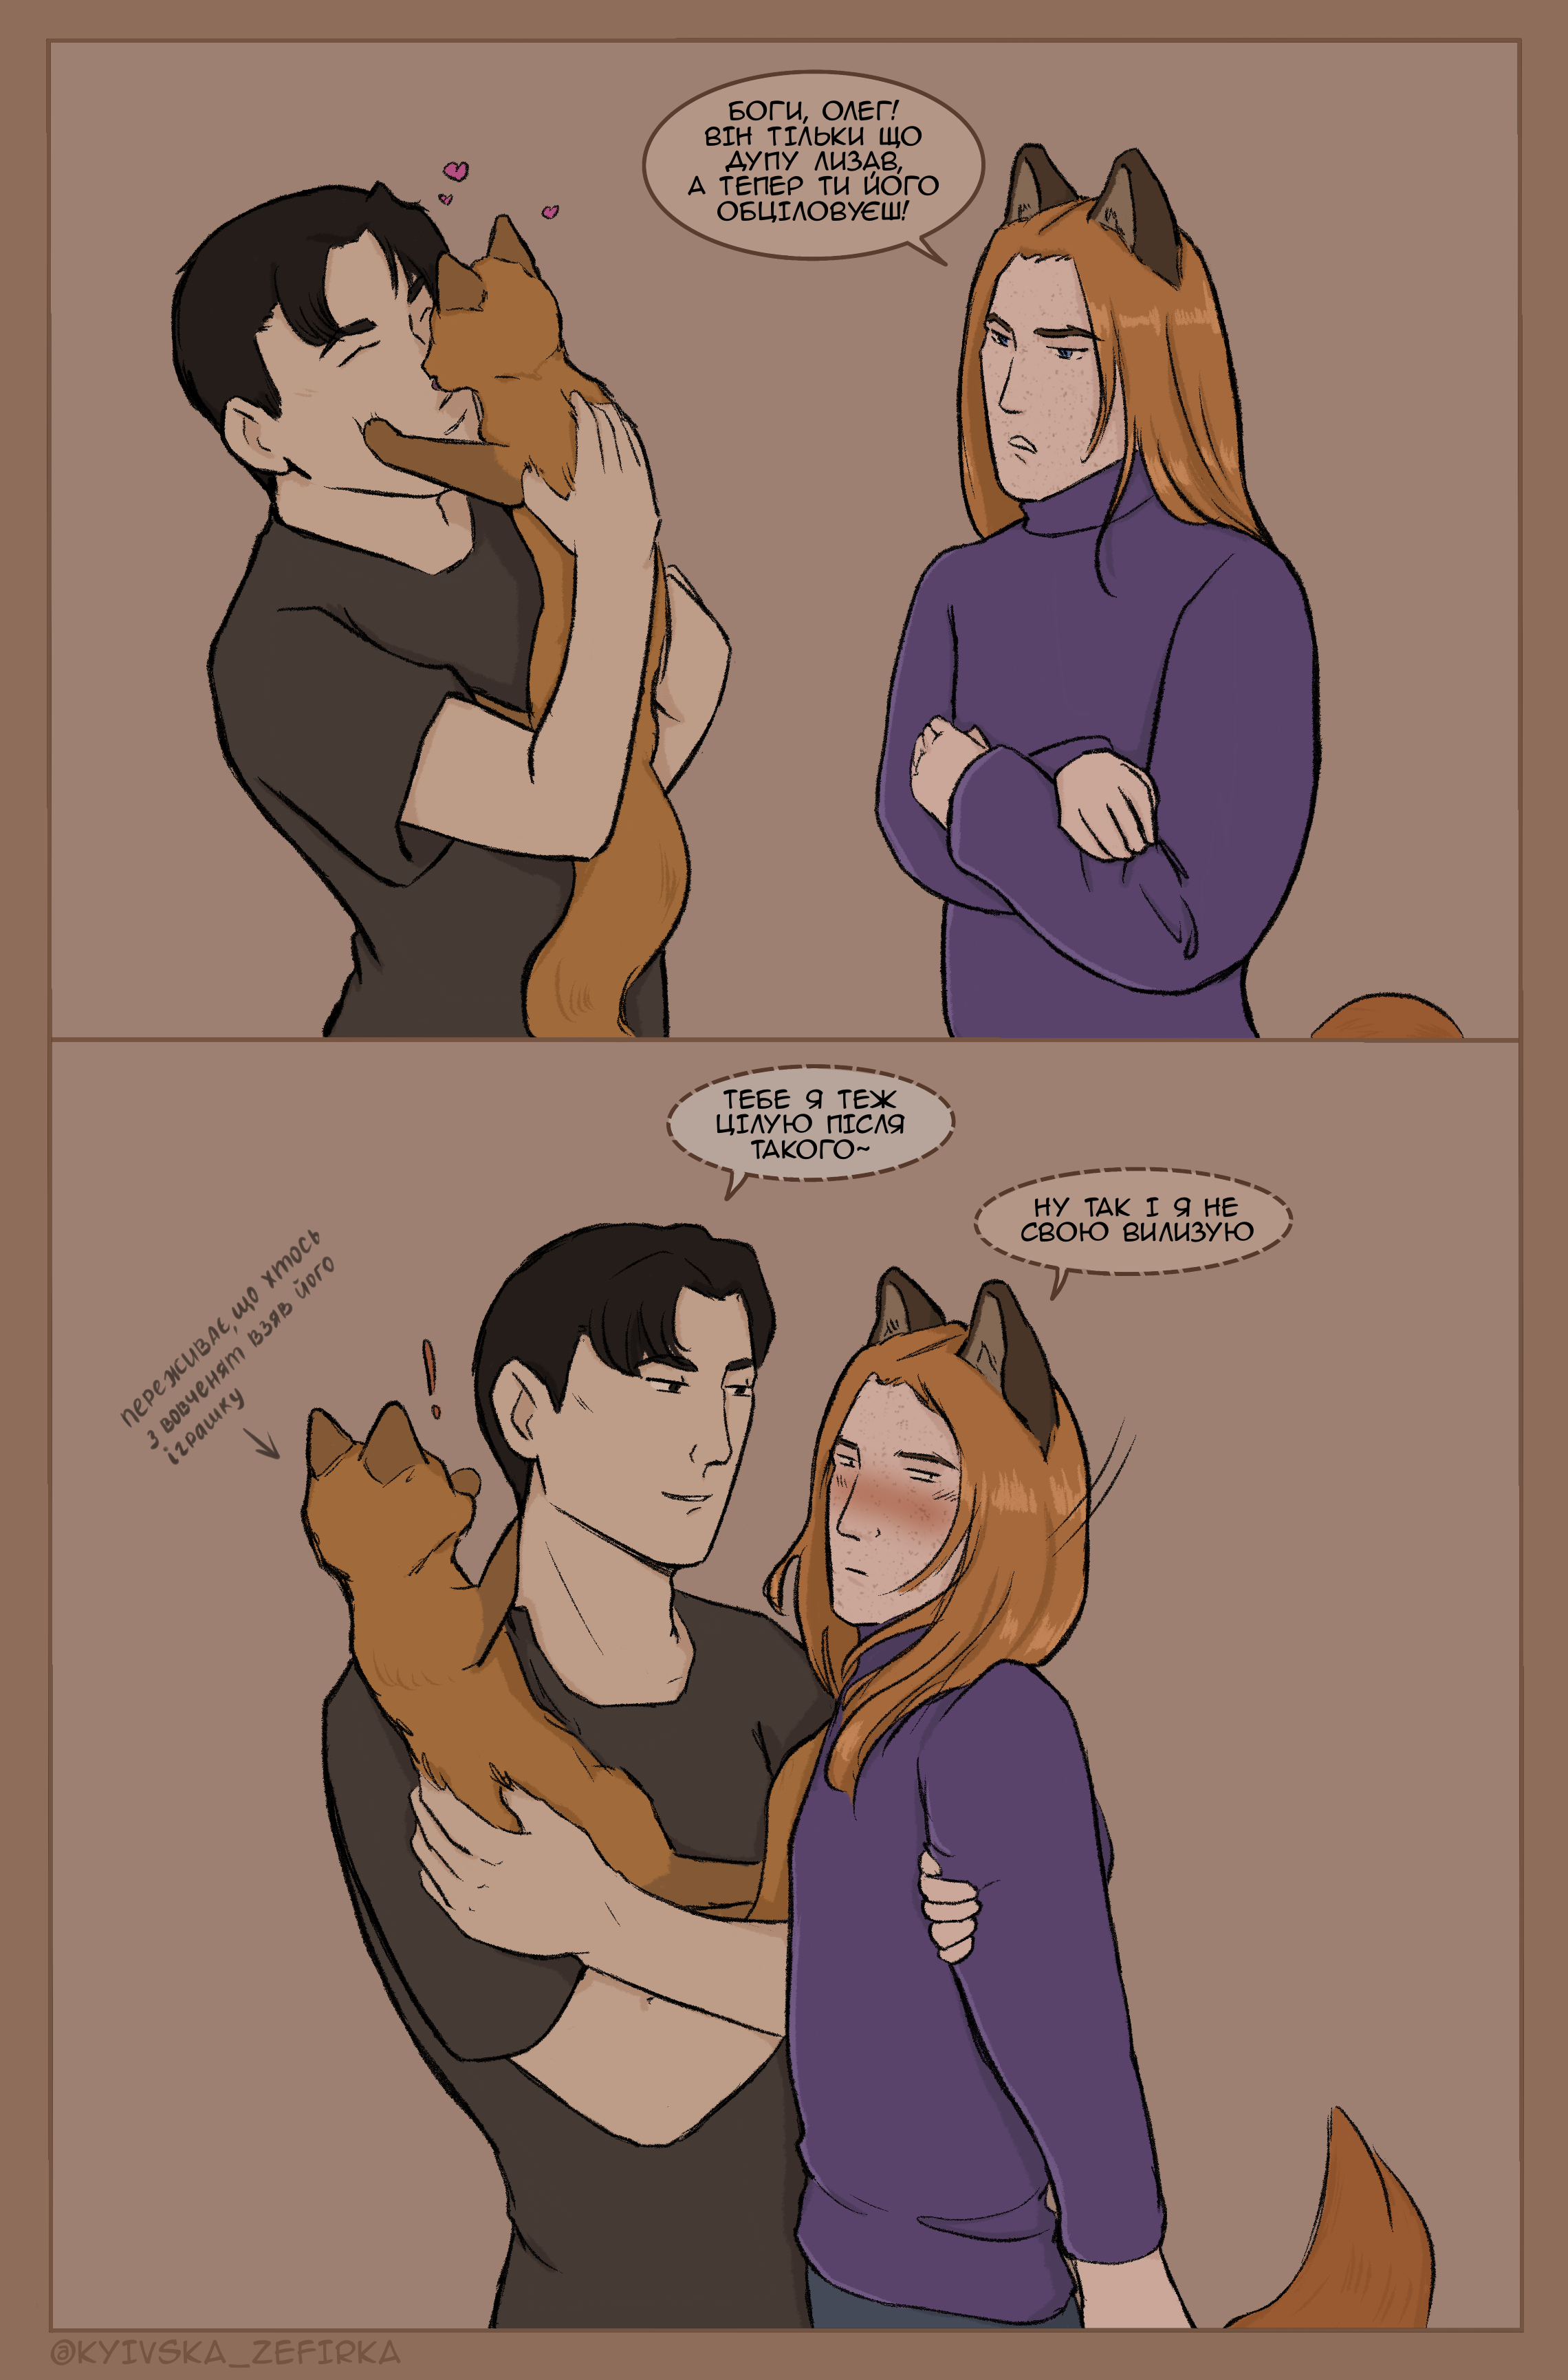 БОГИ, ОЛЕГ!
ВІН ТІЛЬКИ ЩО
ДУПУ ЛИЗАВ,
А ТЕПЕР ТИ ЙОГО
ОБЦІЛОВУЄШ!
ТЕБЕ Я ТЕЖ
ЦІЛУЮ ПІСЛЯ
ТАКОГО~
НУ ТАК І Я НЕ
СВОЮ ВИЛИЗУЮ
!
переживає, що хтось
з вовченят взяв його
іграшку
@KYIVSKA_ZEFIRKA